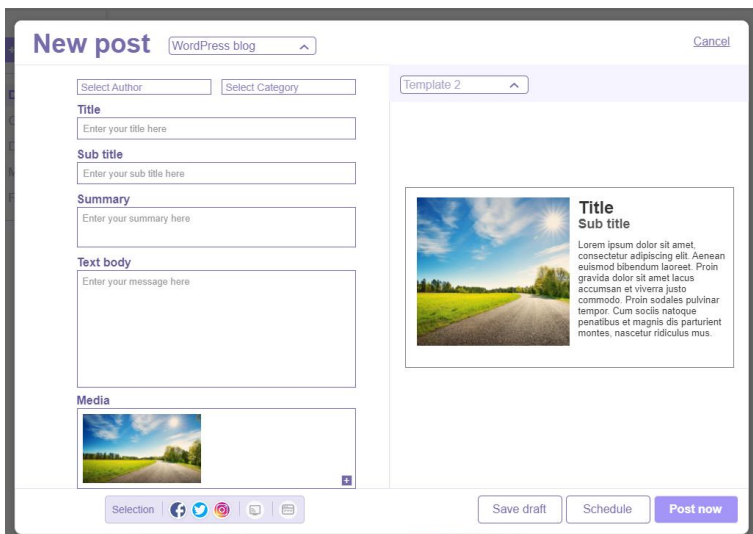 New post
WordPress blog
Cancel
Select Author
Select Category
Template 2
Title
Enter your title here
Sub title
Enter your sub title here
Summary
Enter your summary here
Text body
Enter your message here
Media
Title
Sub title
Lorem ipsum dolor sit amet,
consectetur adipiscing elit. Aenean
euismod bibendum laoreet. Proin
gravida dolor sit amet lacus
accumsan et viverra justo
commodo. Proin sodales pulvinar
tempor. Cum sociis natoque
penatibus et magnis dis parturient
montes, nascetur ridiculus mus.
Selection
Save draft
Schedule
Post now